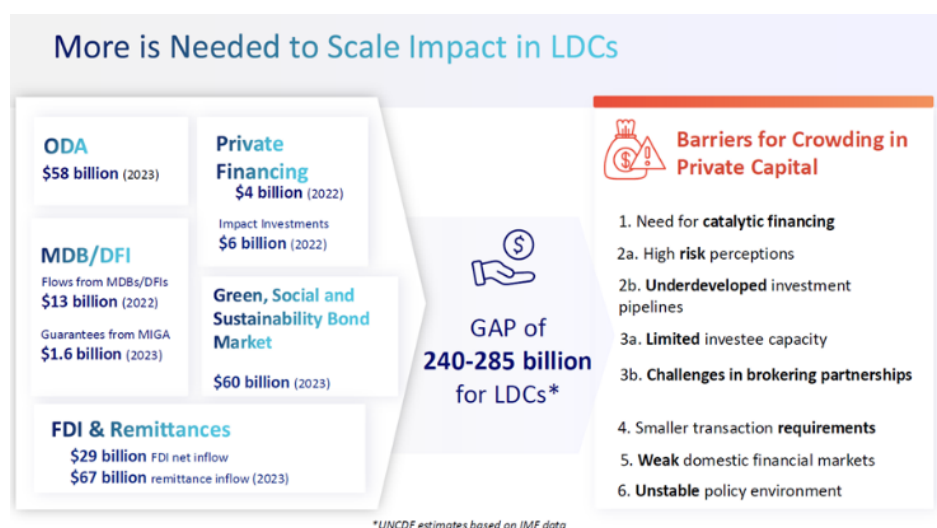 More is Needed to Scale Impact in LDCs
ODA
$58 billion (2023)
MDB/DFI
Flows from MDBs/DFIs
$13 billion (2022)
Guarantees from MIGA
$1.6 billion (2023)
Private
Financing
$4 billion (2022)
Impact Investments
$6 billion (2022)
Green, Social and
Sustainability Bond
Market
$60 billion (2023)
FDI & Remittances
$29 billion FDI net inflow
$67 billion remittance inflow (2023)
$
GAP of
240-285 billion
for LDCs*
$
!
Barriers for Crowding in
Private Capital
1. Need for catalytic financing
2a. High risk perceptions
2b. Underdeveloped investment
pipelines
3a. Limited investee capacity
3b. Challenges in brokering partnerships
4. Smaller transaction requirements
5. Weak domestic financial markets
6. Unstable policy environment
*UNCDF estimates based on IMF data